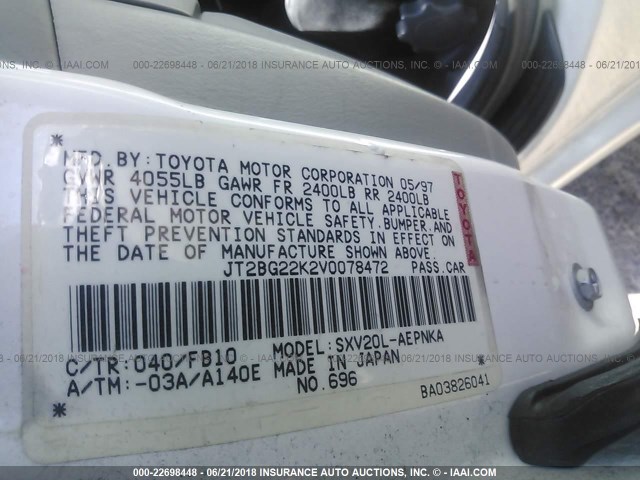 000-22698448 - 06/21/2018 - INSURANCE AUTO AUCTIONS, INC. - IAAI.COM
MFD. BY: TOYOTA MOTOR CORPORATION 05/97
GVWR 4055LB GAWR FR 2400LB RR 2400LB
THIS VEHICLE CONFORMS TO ALL APPLICABLE
FEDERAL MOTOR VEHICLE SAFETY, BUMPER, AND
THEFT PREVENTION STANDARDS IN EFFECT ON
THE DATE OF MANUFACTURE SHOWN ABOVE.
TOYOTA
JT2BG22K2V0078472 PASS. CAR
C/TR: 040/FB10 MODEL: SXV20L-AEPNKA
A/TM: -03A/A140E MADE IN JAPAN
NO. 696 BA03826041
000-22698448 - 06/21/2018 - INSURANCE AUTO AUCTIONS, INC. - IAAI.COM